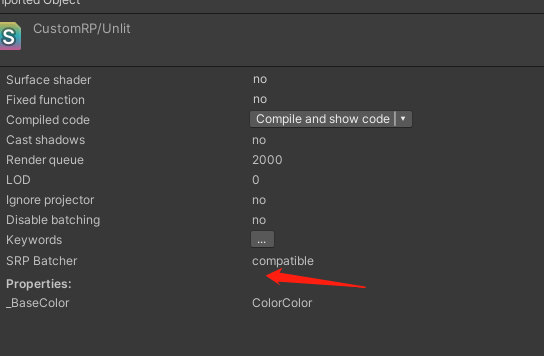 mported Object
S
CustomRP/Unlit
Surface shader no
Fixed function no
Compiled code Compile and show code | ▾
Cast shadows no
Render queue 2000
LOD 0
Ignore projector no
Disable batching no
Keywords ...
SRP Batcher compatible
Properties:
_BaseColor ColorColor